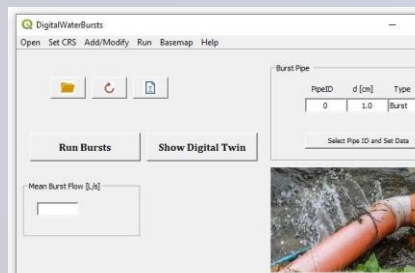 DigitalWaterBursts
Open Set CRS Add/Modify Run Basemap Help
Burst Pipe
PipeID d [cm] Type
0 1.0 Burst
Select Pipe ID and Set Data
Run Bursts Show Digital Twin
Mean Burst Flow [L/s]